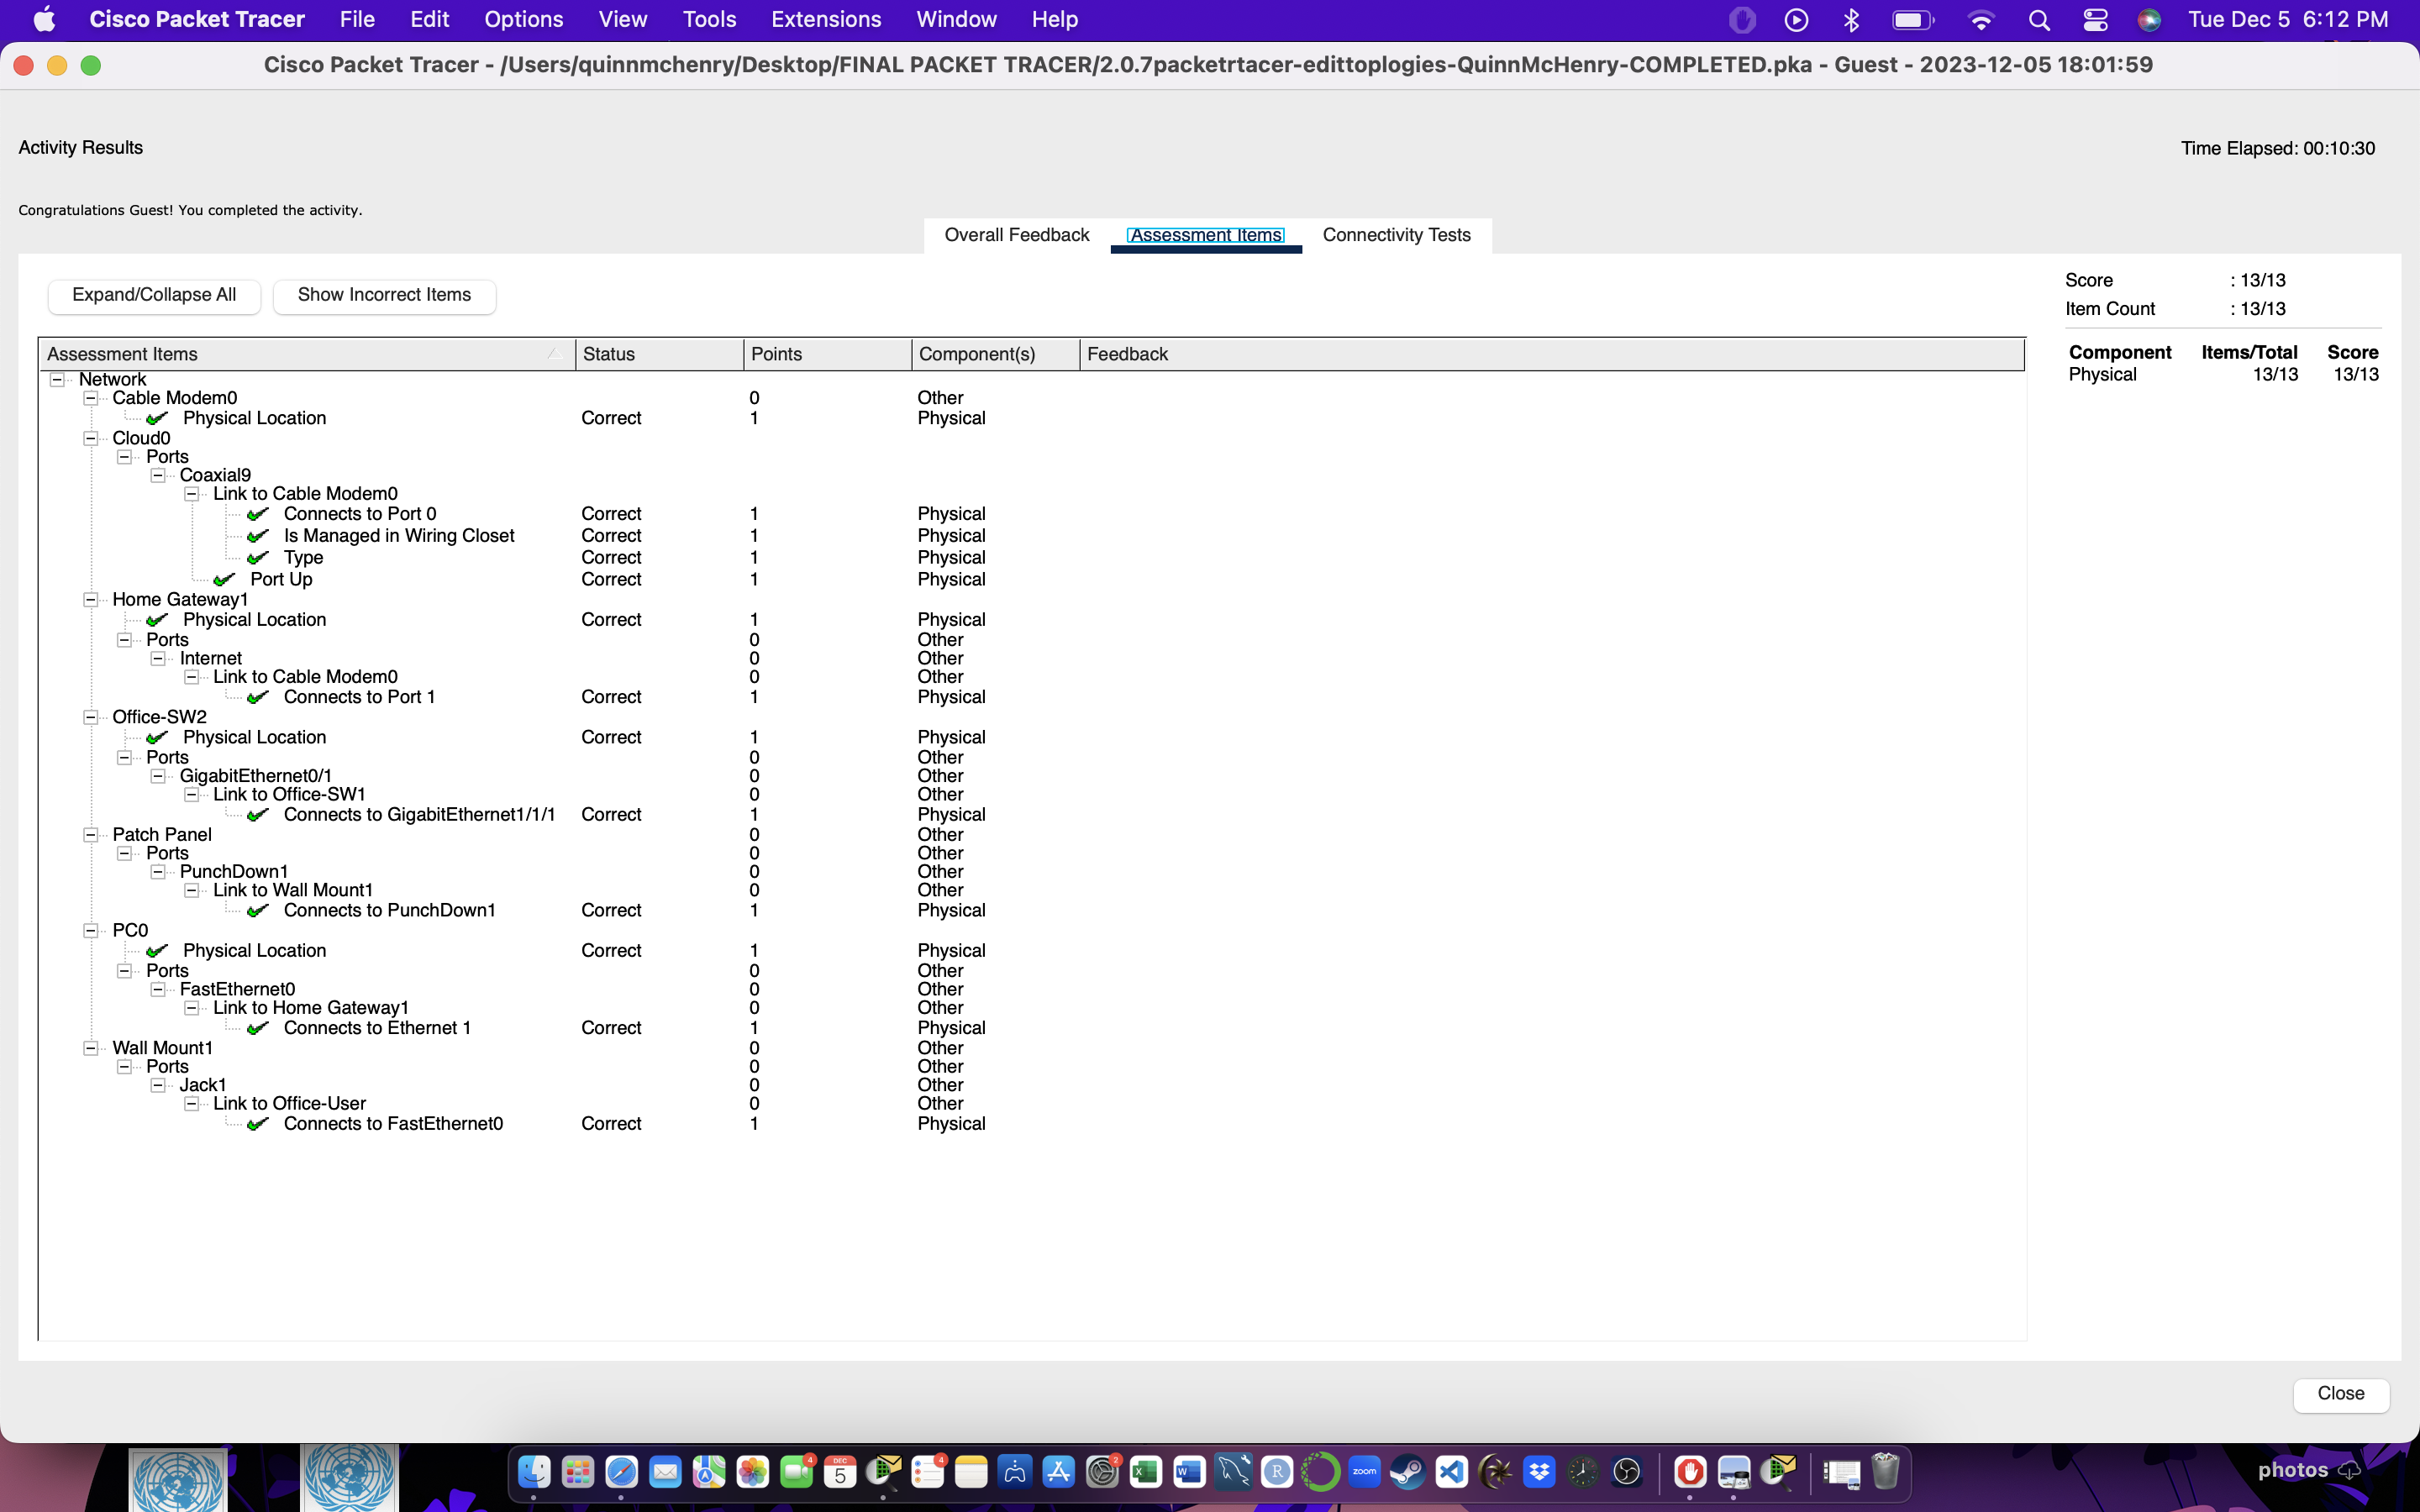 Cisco Packet Tracer File Edit Options View Tools Extensions Window Help Tue Dec 5 6:12 PM
Cisco Packet Tracer - /Users/quinnmchenry/Desktop/FINAL PACKET TRACER/2.0.7packetrtacer-edittoplogies-QuinnMcHenry-COMPLETED.pka - Guest - 2023-12-05 18:01:59
Activity Results Time Elapsed: 00:10:30
Congratulations Guest! You completed the activity.
Overall Feedback Assessment Items Connectivity Tests
Expand/Collapse All Show Incorrect Items
Score : 13/13
Item Count : 13/13
Component Items/Total Score
Physical 13/13 13/13
Assessment Items Status Points Component(s) Feedback
Network
Cable Modem0 0 Other
Physical Location Correct 1 Physical
Cloud0
Ports
Coaxial9
Link to Cable Modem0
Connects to Port 0 Correct 1 Physical
Is Managed in Wiring Closet Correct 1 Physical
Type Correct 1 Physical
Port Up Correct 1 Physical
Home Gateway1
Physical Location Correct 1 Physical
Ports 0 Other
Internet 0 Other
Link to Cable Modem0 0 Other
Connects to Port 1 Correct 1 Physical
Office-SW2
Physical Location Correct 1 Physical
Ports 0 Other
GigabitEthernet0/1 0 Other
Link to Office-SW1 0 Other
Connects to GigabitEthernet1/1/1 Correct 1 Physical
Patch Panel 0 Other
Ports 0 Other
PunchDown1 0 Other
Link to Wall Mount1 0 Other
Connects to PunchDown1 Correct 1 Physical
PC0
Physical Location Correct 1 Physical
Ports 0 Other
FastEthernet0 0 Other
Link to Home Gateway1 0 Other
Connects to Ethernet 1 Correct 1 Physical
Wall Mount1 0 Other
Ports 0 Other
Jack1 0 Other
Link to Office-User 0 Other
Connects to FastEthernet0 Correct 1 Physical
Close
4 DEC 5 4 2 X W R zoom
photos